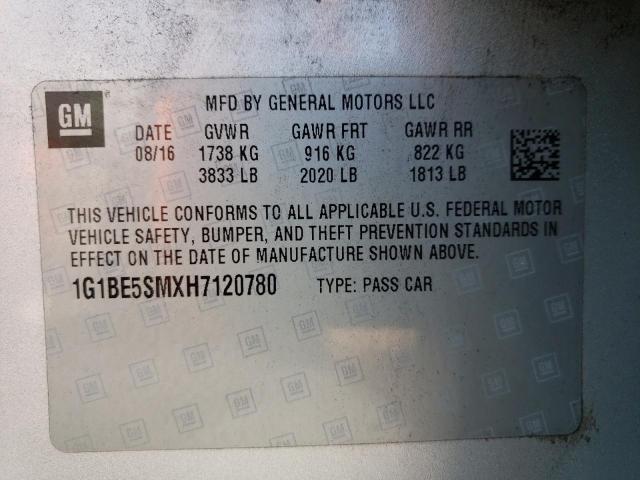 GM
MFD BY GENERAL MOTORS LLC
DATE GVWR GAWR FRT GAWR RR
08/16 1738 KG 916 KG 822 KG
3833 LB 2020 LB 1813 LB
THIS VEHICLE CONFORMS TO ALL APPLICABLE U.S. FEDERAL MOTOR
VEHICLE SAFETY, BUMPER, AND THEFT PREVENTION STANDARDS IN
EFFECT ON THE DATE OF MANUFACTURE SHOWN ABOVE.
1G1BE5SMXH7120780 TYPE: PASS CAR